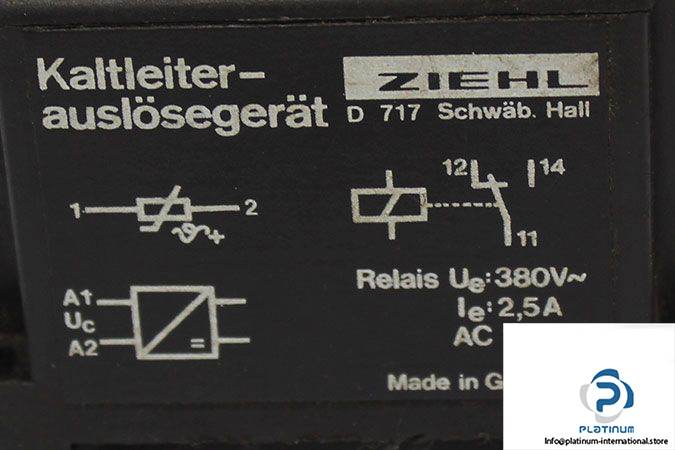 Kaltleiter-
auslösegerät
ZIEHL
D 717 Schwäb. Hall
1 2
ϑ+
12 14
11
A1
Uc
A2
=
Relais Ue:380V~
Ie:2,5A
AC
Made in G
P
PLATINUM
Info@platinum-international.store